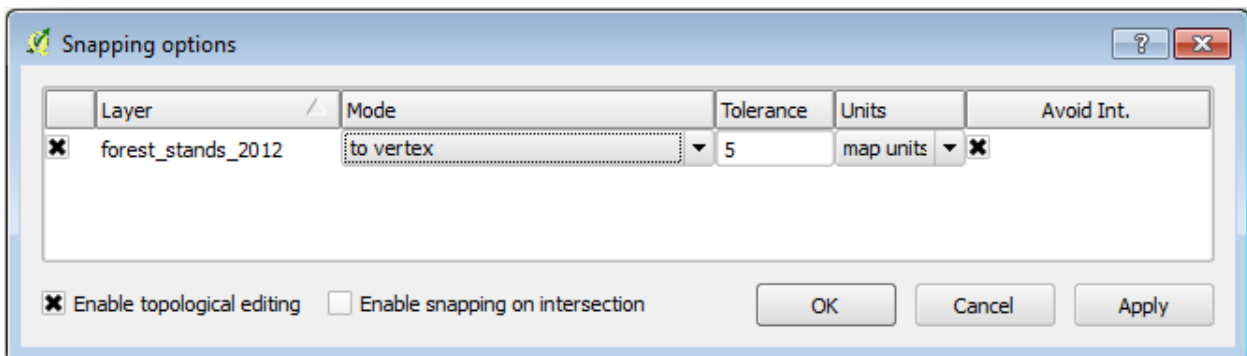 Snapping options
Layer Mode Tolerance Units Avoid Int.
forest_stands_2012 to vertex 5 map units
Enable topological editing Enable snapping on intersection OK Cancel Apply